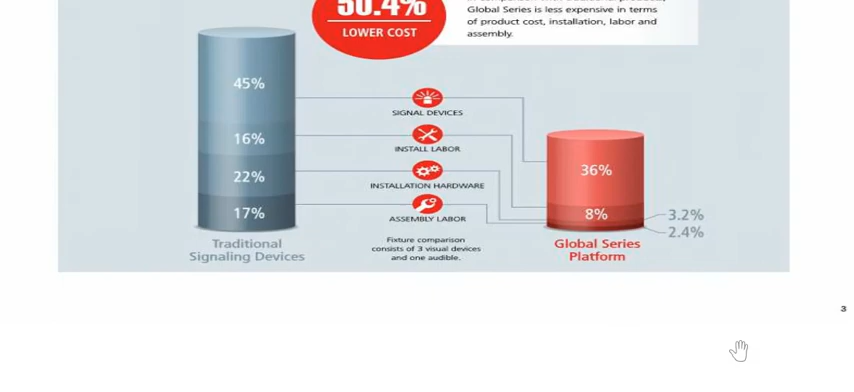 50.4%
LOWER COST
Global Series is less expensive in terms
of product cost, installation, labor and
assembly.
45%
16%
22%
17%
SIGNAL DEVICES
INSTALL LABOR
INSTALLATION HARDWARE
ASSEMBLY LABOR
36%
8%
3.2%
2.4%
Traditional
Signaling Devices
Fixture comparison
consists of 3 visual devices
and one audible.
Global Series
Platform
3